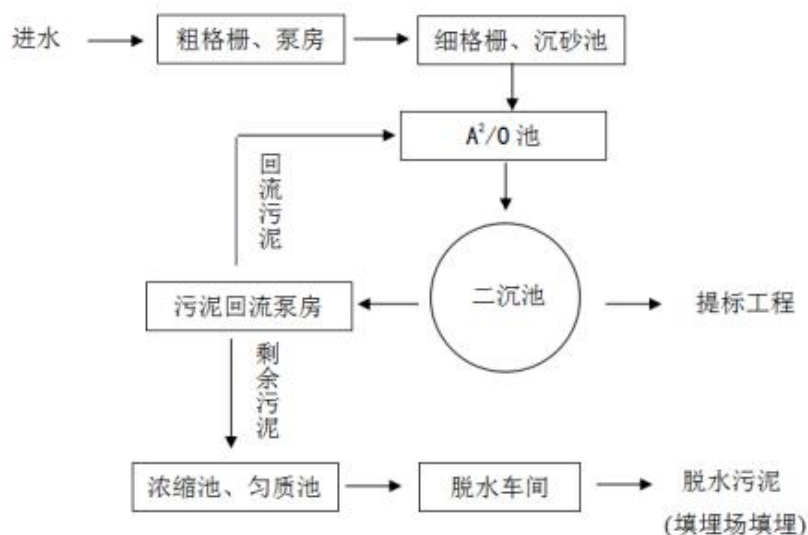 进水
粗格栅、泵房
细格栅、沉砂池
A²/O 池
回流污泥
二沉池
污泥回流泵房
提标工程
剩余污泥
浓缩池、匀质池
脱水车间
脱水污泥
(填埋场填埋)